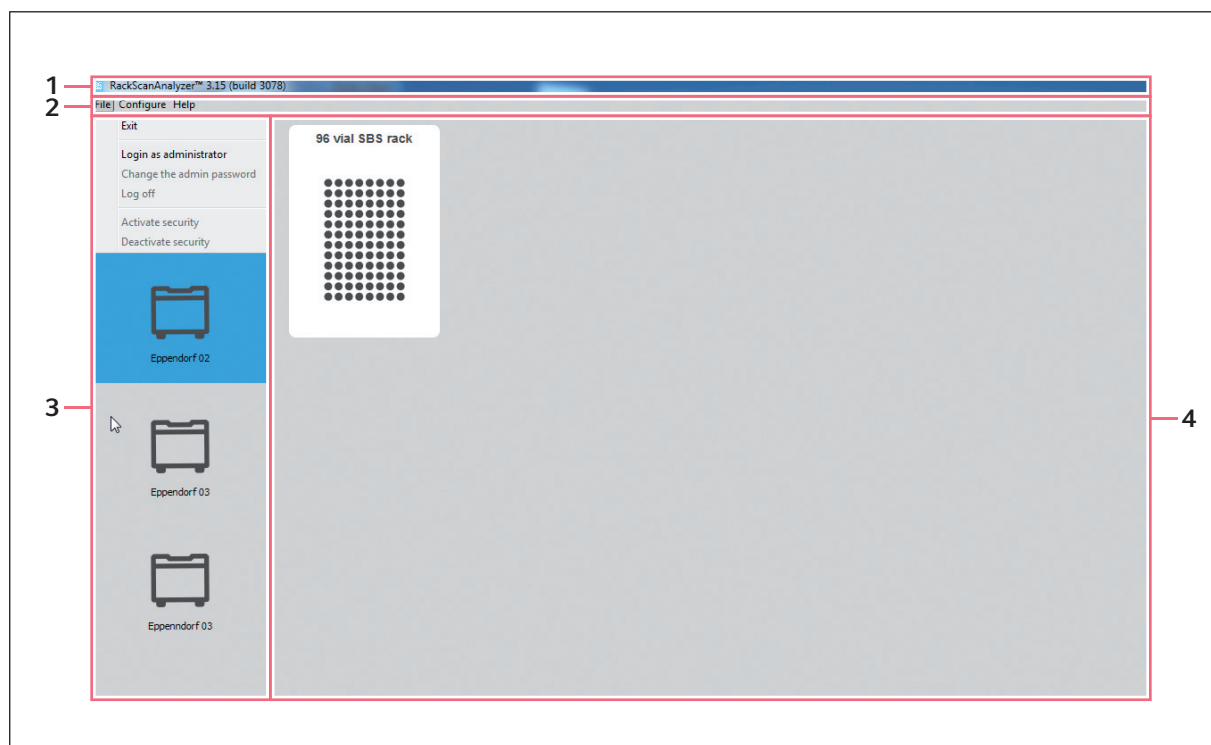 1
RackScanAnalyzer™ 3.15 (build 3078)
2
File Configure Help
Exit
Login as administrator
Change the admin password
Log off
Activate security
Deactivate security
96 vial SBS rack
Eppendorf 02
3
4
Eppendorf 03
Eppenndorf 03